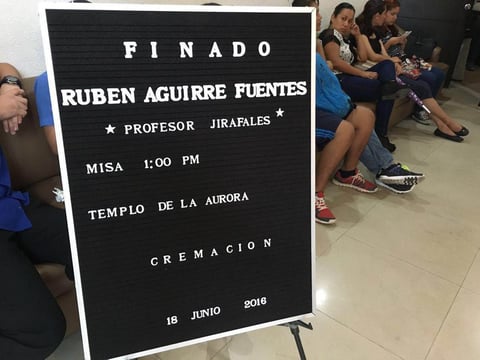 FINADO
RUBEN AGUIRRE FUENTES
★ PROFESOR JIRAFALES ★
MISA 1:00 PM
TEMPLO DE LA AURORA
CREMACION
18 JUNIO 2016